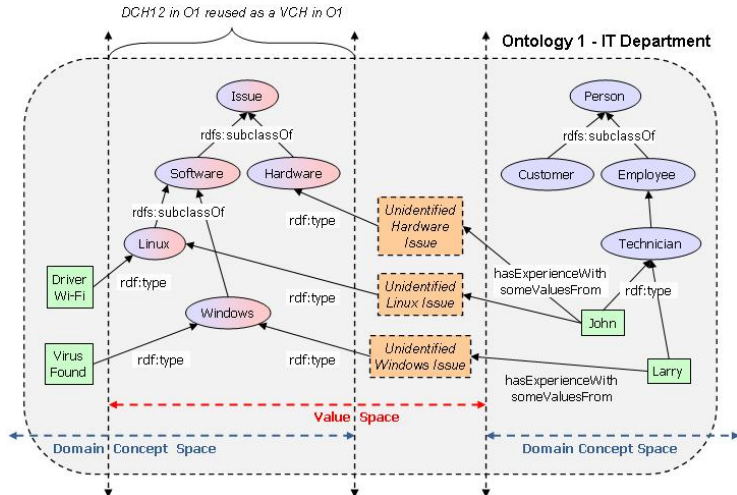 DCH12 in O1 reused as a VCH in O1
Ontology 1 - IT Department
Issue
Person
rdfs:subclassOf
rdfs:subclassOf
Software
Hardware
Customer
Employee
rdfs:subclassOf
rdf:type
Unidentified
Hardware
Issue
Linux
Technician
Driver
Wi-Fi
rdf:type
hasExperienceWith
someValuesFrom
rdf:type
rdf:type
Unidentified
Linux Issue
Windows
John
Virus
Found
rdf:type
rdf:type
Unidentified
Windows Issue
Larry
hasExperienceWith
someValuesFrom
Value Space
Domain Concept Space
Domain Concept Space